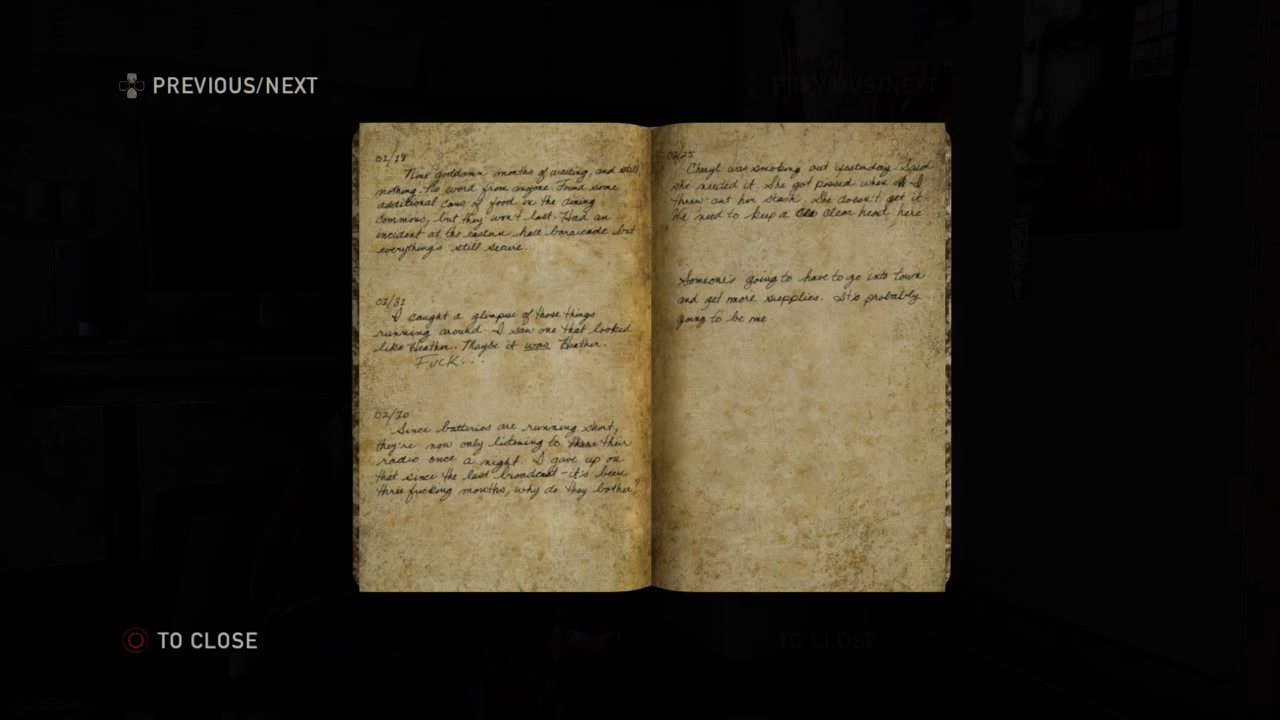 PREVIOUS/NEXT
01/19
Nine goddamn months of waiting, and still
nothing. No word from anyone. Found some
additional cans of food in the dining
commons, but they won't last. Had an
incident at the eastern hall barricade but
everything's still secure.
01/31
I caught a glimpse of those things
running around. I saw one that looked
like Heather. Maybe it was Heather.
Fuck...
02/10
Since batteries are running short,
they're now only listening to their
radio once a night. I gave up on
that since the last broadcast - it's been
three fucking months, why do they bother?
02/25
Cheryl was smoking out yesterday. Said
she needed it. She got pissed when I
threw out her stash. She doesn't get it.
We need to keep a clear head here
Someone's going to have to go into town
and get more supplies. It's probably
going to be me
TO CLOSE